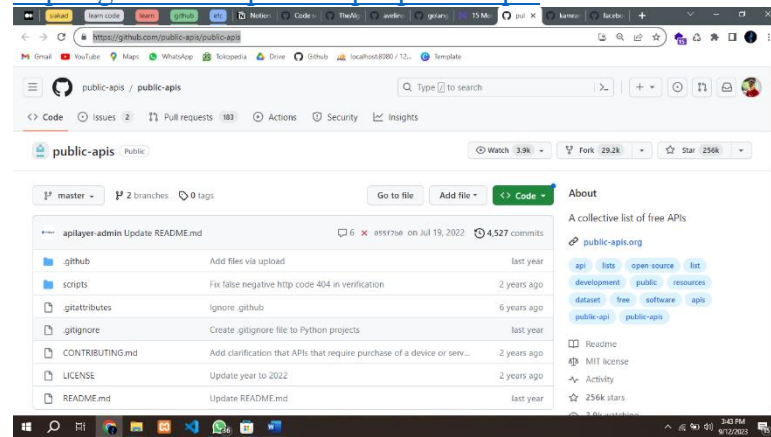 siakad learn code learn github etc Notion Code TheAlg aveline golang 15 Mo pul kamra facebo
https://github.com/public-apis/public-apis
Gmail YouTube Maps WhatsApp Tokopedia Drive Github localhost:8080 / 12... Template
public-apis / public-apis
Q Type / to search
<> Code Issues 2 Pull requests 183 Actions Security Insights
public-apis Public
Watch 3.9k Fork 29.2k Star 256k
master 2 branches 0 tags Go to file Add file <> Code
About
A collective list of free APIs
public-apis.org
api lists open-source list
development public resources
dataset free software apis
public-api public-apis
Readme
MIT license
Activity
256k stars
apilayer-admin Update README.md 6 on Jul 19, 2022 4,527 commits
.github Add files via upload last year
scripts Fix false negative http code 404 in verification 2 years ago
.gitattributes Ignore .github 6 years ago
.gitignore Create .gitignore file to Python projects last year
CONTRIBUTING.md Add clarification that APIs that require purchase of a device or serv... 2 years ago
LICENSE Update year to 2022 2 years ago
README.md Update README.md last year
3:43 PM
9/12/2023